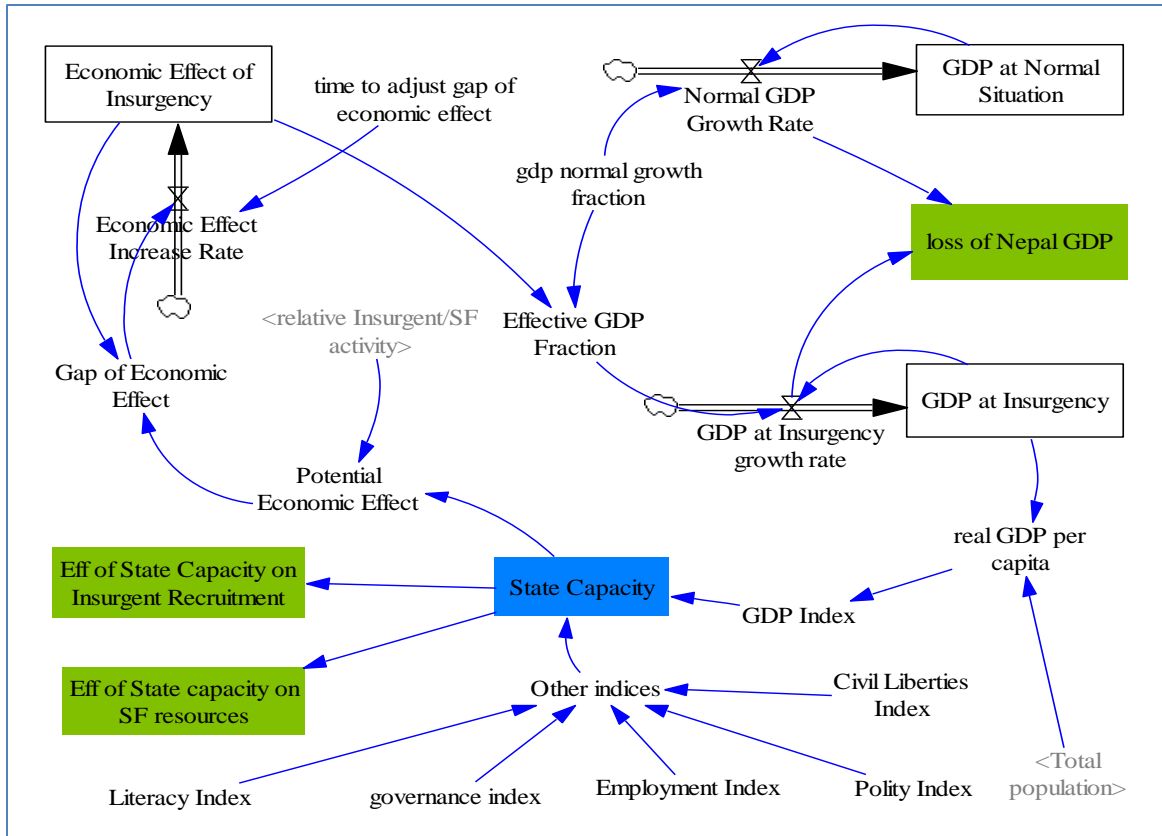 Economic Effect of
Insurgency
time to adjust gap of
economic effect
Normal GDP
Growth Rate
GDP at Normal
Situation
gdp normal growth
fraction
Economic Effect
Increase Rate
loss of Nepal GDP
<relative Insurgent/SF
activity>
Effective GDP
Fraction
Gap of Economic
Effect
GDP at Insurgency
GDP at Insurgency
growth rate
Potential
Economic Effect
real GDP per
capita
Eff of State Capacity on
Insurgent Recruitment
State Capacity
GDP Index
Eff of State capacity on
SF resources
Other indices
Civil Liberties
Index
Literacy Index
governance index
Employment Index
Polity Index
<Total
population>